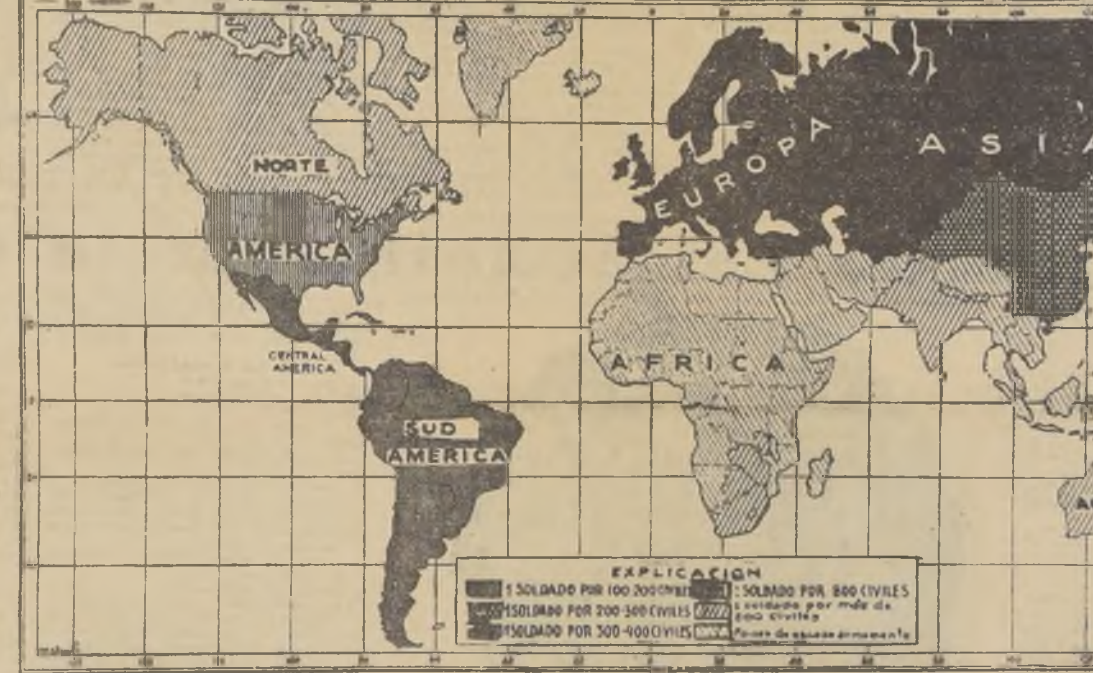 NORTE
AMERICA
CENTRAL
AMERICA
SUD
AMERICA
EUROPA
ASIA
AFRICA
EXPLICACION
1 SOLDADO POR 100-200 CIVILES
1 SOLDADO POR 200-300 CIVILES
1 SOLDADO POR 300-400 CIVILES
1 SOLDADO POR 800 CIVILES
1 soldado por más de
800 civiles